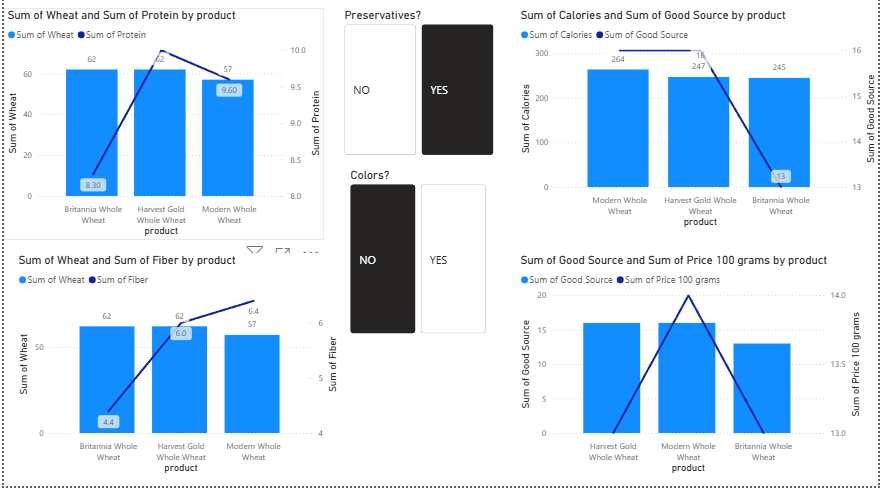 Sum of Wheat and Sum of Protein by product
Sum of Wheat Sum of Protein
Sum of Wheat
60
40
20
0
62
62
57
8.30
9.60
10.0
9.5
9.0
8.5
8.0
Sum of Protein
Britannia Whole Wheat
Harvest Gold Whole Wheat
Modern Whole Wheat
product
Preservatives?
NO
YES
Colors?
NO
YES
Sum of Calories and Sum of Good Source by product
Sum of Calories Sum of Good Source
Sum of Calories
300
200
100
0
264
16
247
245
13
16
15
14
13
Sum of Good Source
Modern Whole Wheat
Harvest Gold Whole Wheat
Britannia Whole Wheat
product
Sum of Wheat and Sum of Fiber by product
Sum of Wheat Sum of Fiber
Sum of Wheat
50
0
62
62
6.4
57
6.0
4.4
6
5
4
Sum of Fiber
Britannia Whole Wheat
Harvest Gold Whole Wheat
Modern Whole Wheat
product
Sum of Good Source and Sum of Price 100 grams by product
Sum of Good Source Sum of Price 100 grams
Sum of Good Source
20
15
10
5
0
14.0
13.5
13.0
Sum of Price 100 grams
Harvest Gold Whole Wheat
Modern Whole Wheat
Britannia Whole Wheat
product